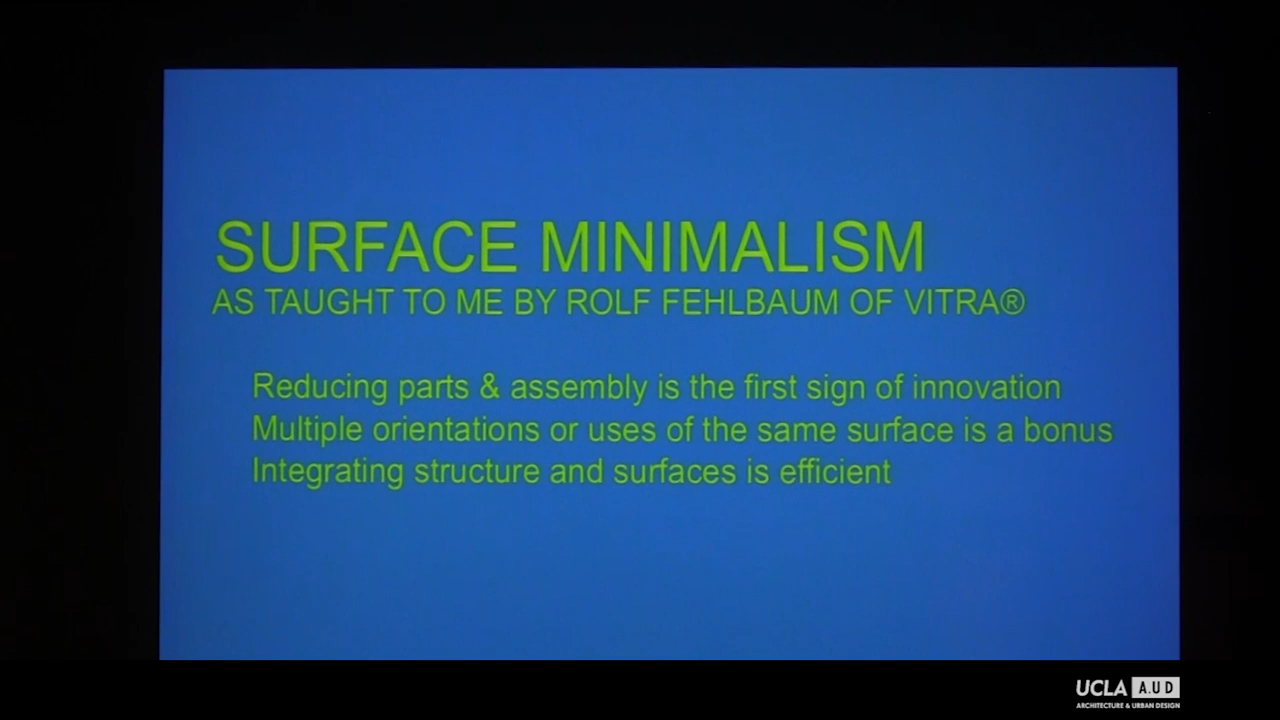 SURFACE MINIMALISM
AS TAUGHT TO ME BY ROLF FEHLBAUM OF VITRA®
Reducing parts & assembly is the first sign of innovation
Multiple orientations or uses of the same surface is a bonus
Integrating structure and surfaces is efficient
UCLA A.UD
ARCHITECTURE & URBAN DESIGN